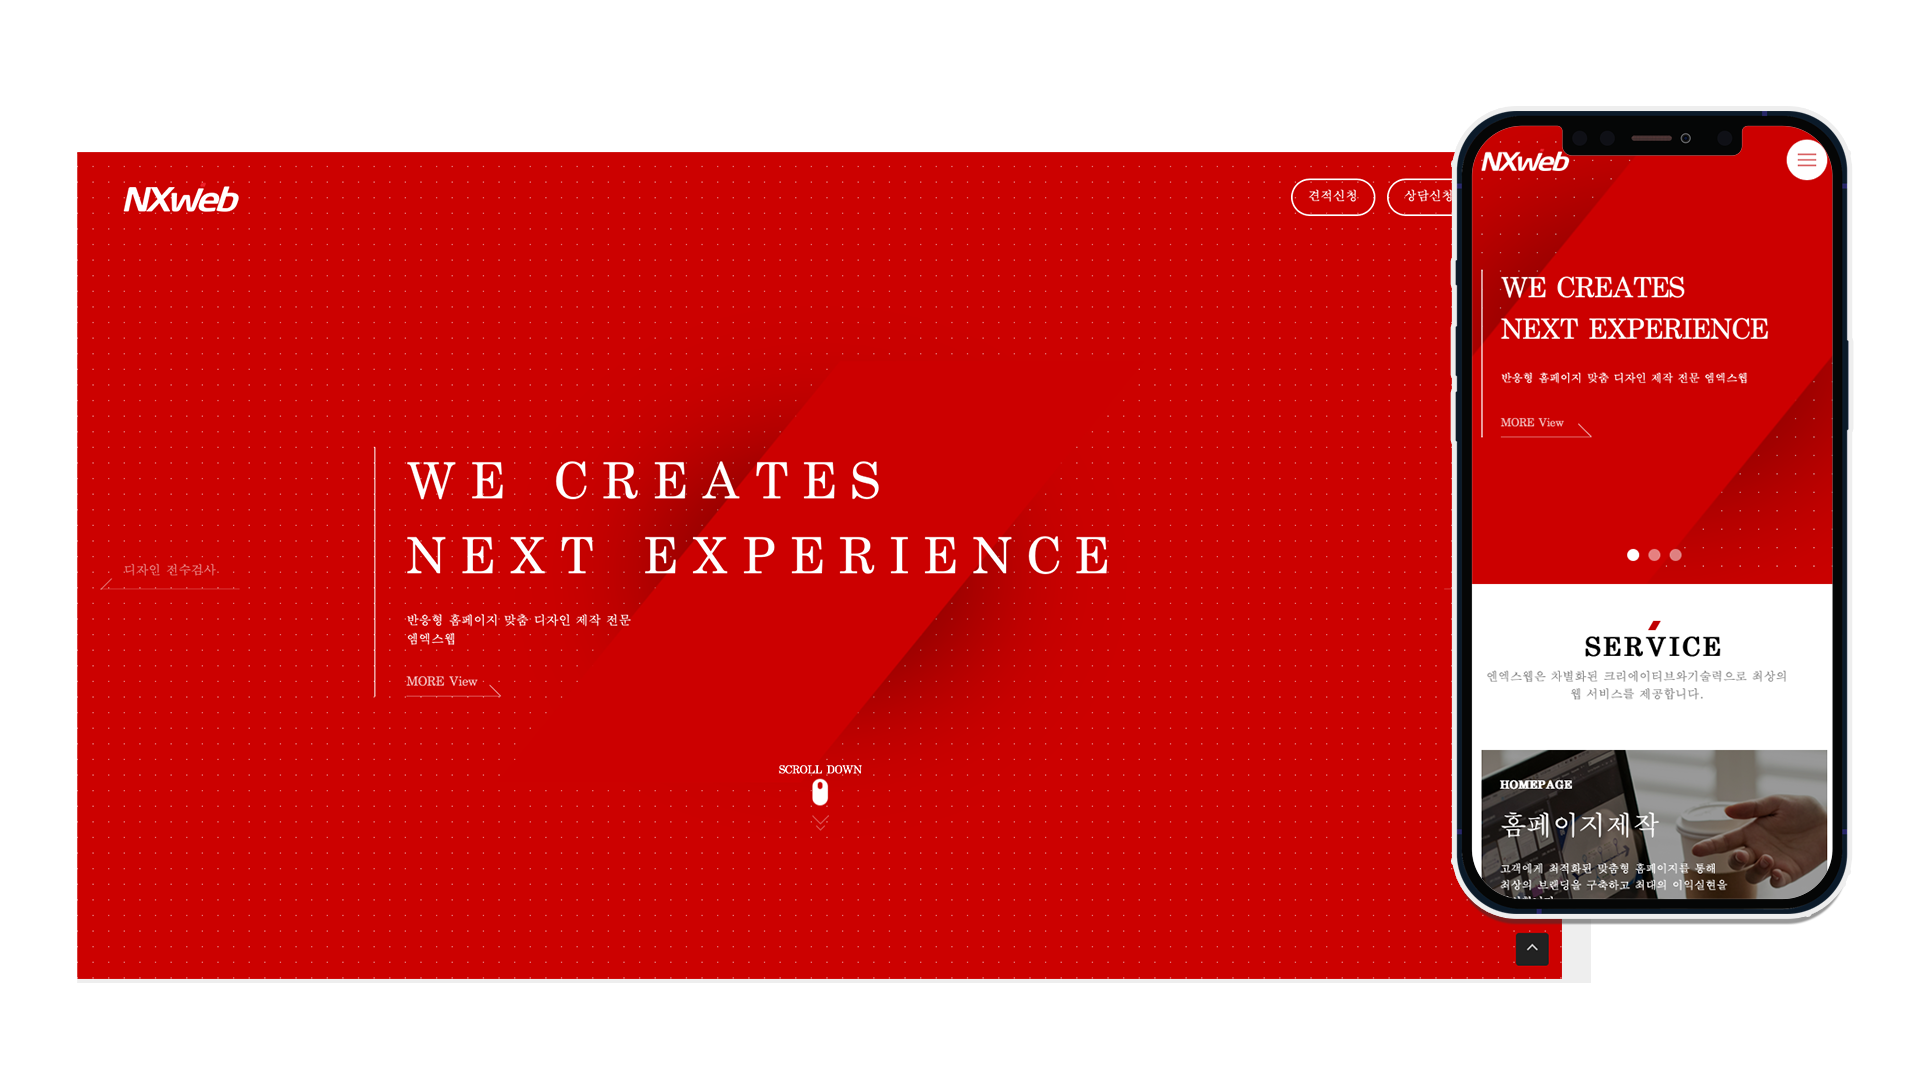 NXweb
견적신청
상담신청
WE CREATES
NEXT EXPERIENCE
디자인 전수검사.
반응형 홈페이지 맞춤 디자인 제작 전문
엠엑스웹
MORE View
SCROLL DOWN
NXweb
WE CREATES
NEXT EXPERIENCE
반응형 홈페이지 맞춤 디자인 제작 전문 엠엑스웹
MORE View
SERVICE
엔엑스웹은 차별화된 크리에이티브와기술력으로 최상의
웹 서비스를 제공합니다.
HOMEPAGE
홈페이지제작
고객에게 최적화된 맞춤형 홈페이지를 통해
최상의 브랜딩을 구축하고 최대의 이익실현을